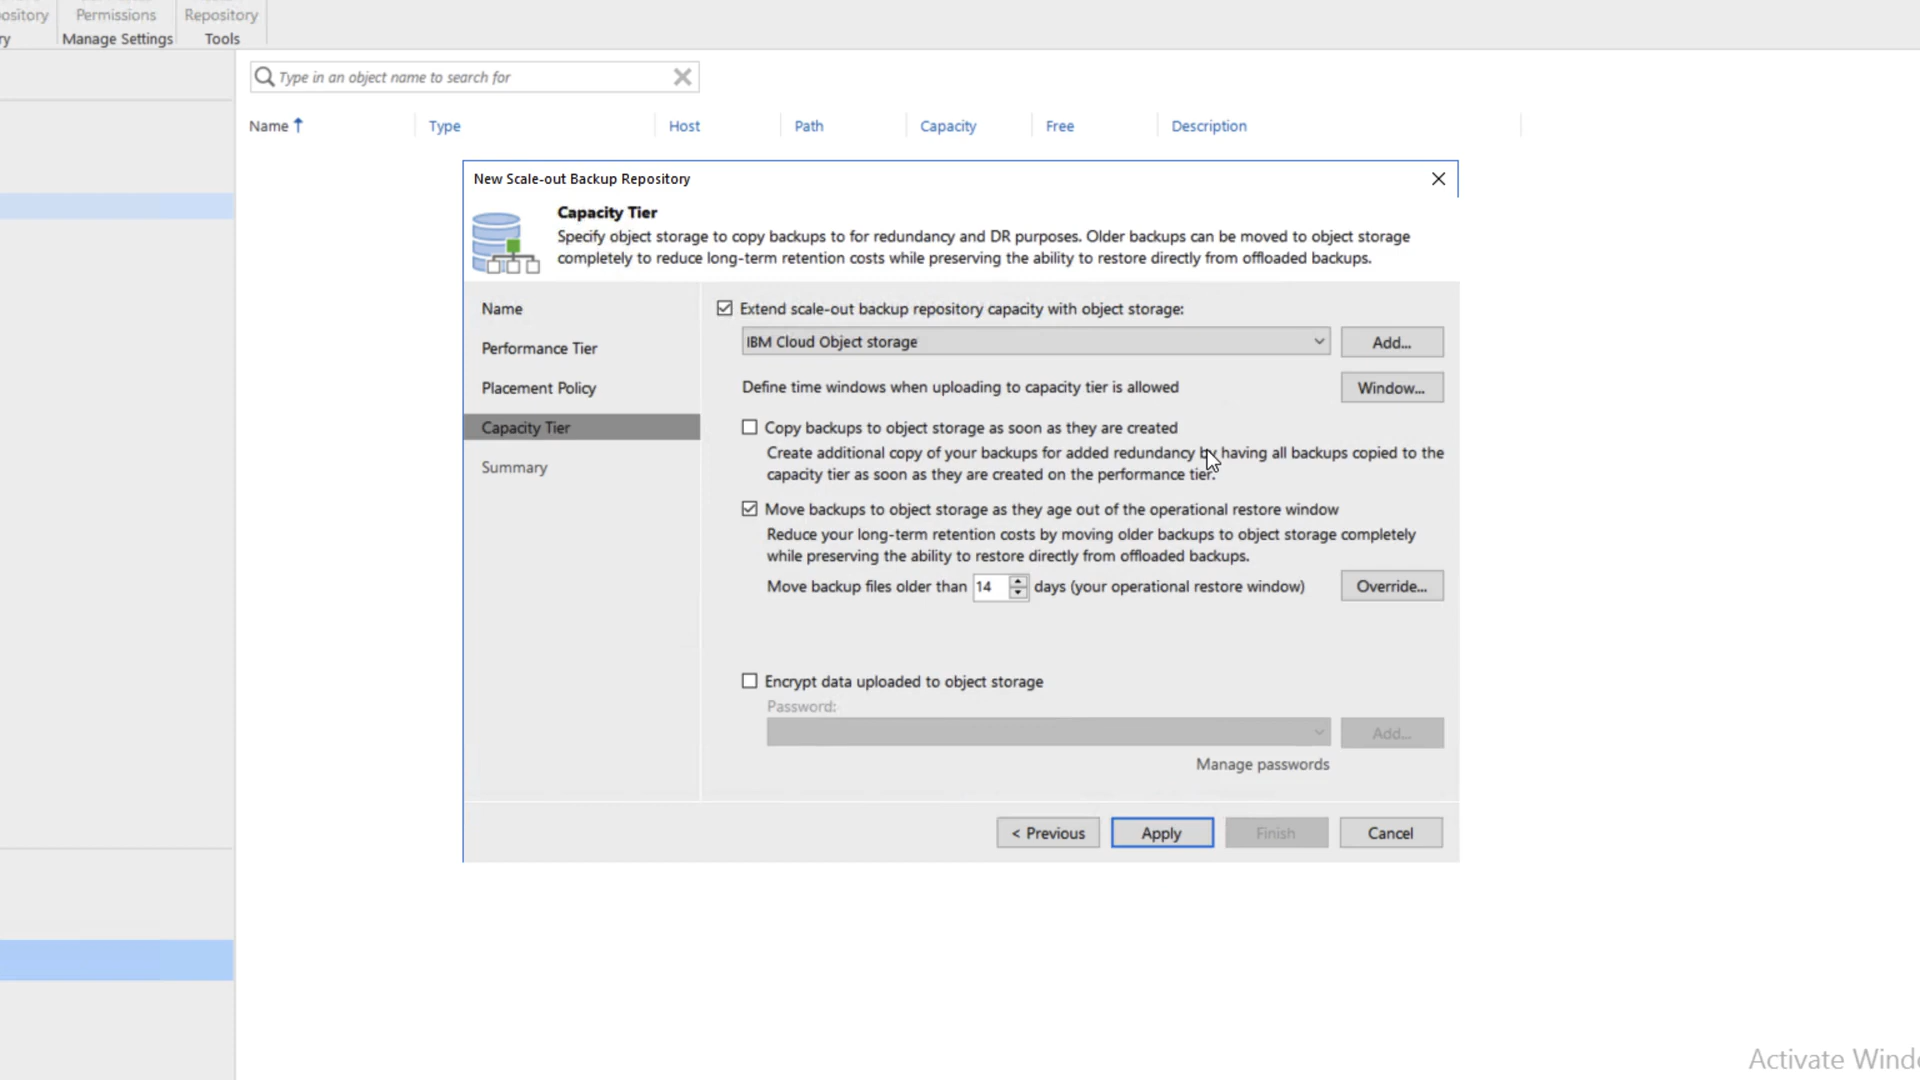 Permissions
Repository
Manage Settings
Tools
Type in an object name to search for
Name
Type
Host
Path
Capacity
Free
Description
New Scale-out Backup Repository
Capacity Tier
Specify object storage to copy backups to for redundancy and DR purposes. Older backups can be moved to object storage
completely to reduce long-term retention costs while preserving the ability to restore directly from offloaded backups.
Name
Performance Tier
Placement Policy
Capacity Tier
Summary
Extend scale-out backup repository capacity with object storage:
IBM Cloud Object storage
Add...
Define time windows when uploading to capacity tier is allowed
Window...
Copy backups to object storage as soon as they are created
Create additional copy of your backups for added redundancy by having all backups copied to the
capacity tier as soon as they are created on the performance tier.
Move backups to object storage as they age out of the operational restore window
Reduce your long-term retention costs by moving older backups to object storage completely
while preserving the ability to restore directly from offloaded backups.
Move backup files older than 14 days (your operational restore window)
Override...
Encrypt data uploaded to object storage
Password:
Add...
Manage passwords
< Previous
Apply
Finish
Cancel
Activate